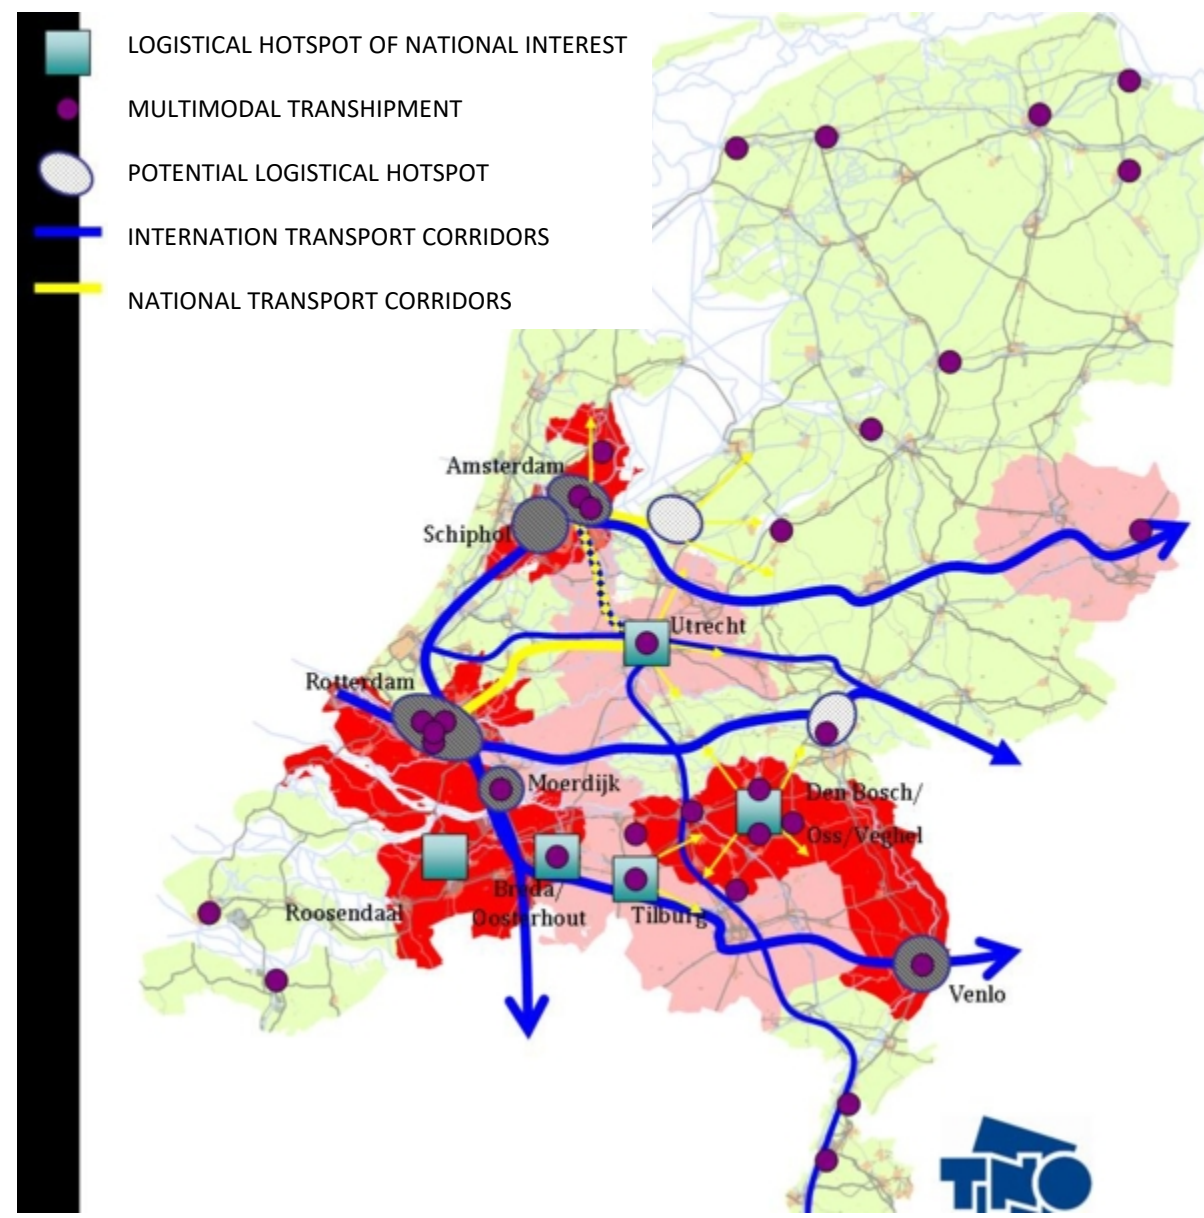 LOGISTICAL HOTSPOT OF NATIONAL INTEREST
MULTIMODAL TRANSHIPMENT
POTENTIAL LOGISTICAL HOTSPOT
INTERNATION TRANSPORT CORRIDORS
NATIONAL TRANSPORT CORRIDORS
Amsterdam
Schiphol
Utrecht
Rotterdam
Moerdijk
Den Bosch/
Oss/Veghel
Breda/
Oosterhout
Roosendaal
Tilburg
Venlo
TNO